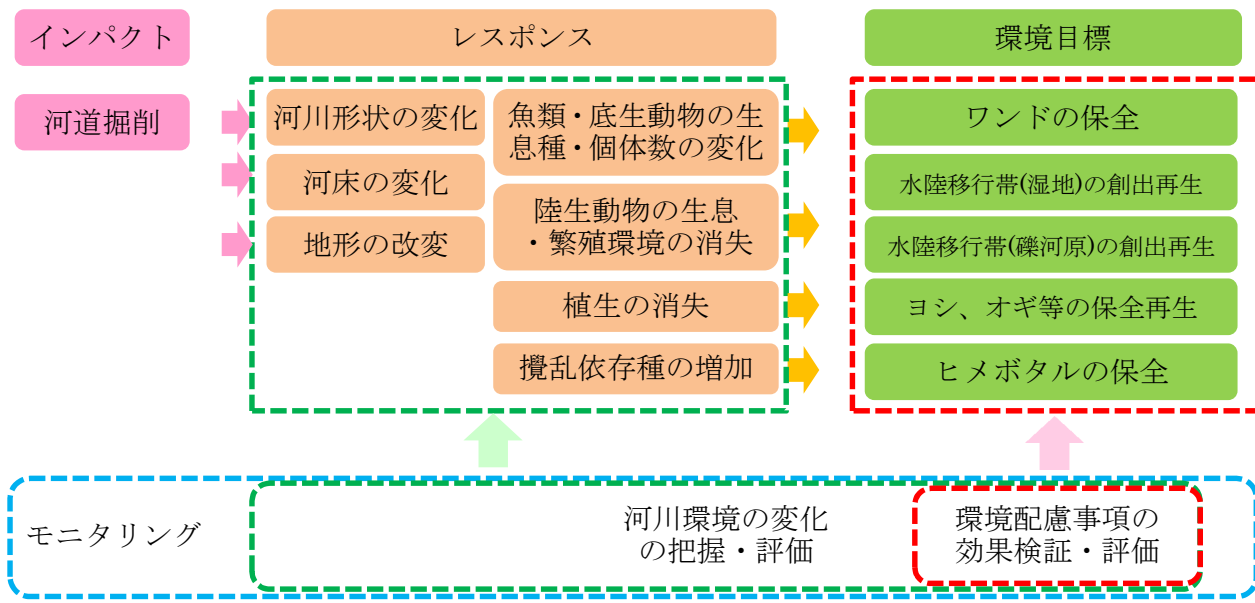 インパクト
レスポンス
環境目標
河道掘削
河川形状の変化
河床の変化
地形の改変
魚類・底生動物の生
息種・個体数の変化
陸生動物の生息
・繁殖環境の消失
植生の消失
攪乱依存種の増加
ワンドの保全
水陸移行帯(湿地)の創出再生
水陸移行帯(礫河原)の創出再生
ヨシ、オギ等の保全再生
ヒメボタルの保全
モニタリング
河川環境の変化
の把握・評価
環境配慮事項の
効果検証・評価